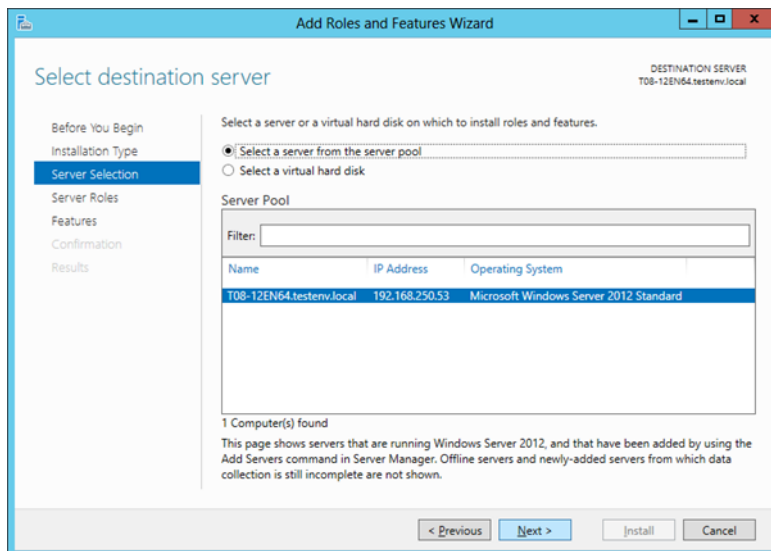 Add Roles and Features Wizard
Select destination server
DESTINATION SERVER
T08-12EN64.testenv.local
Before You Begin
Installation Type
Server Selection
Server Roles
Features
Confirmation
Results
Select a server or a virtual hard disk on which to install roles and features.
Select a server from the server pool
Select a virtual hard disk
Server Pool
Filter:
Name IP Address Operating System
T08-12EN64.testenv.local 192.168.250.53 Microsoft Windows Server 2012 Standard
1 Computer(s) found
This page shows servers that are running Windows Server 2012, and that have been added by using the
Add Servers command in Server Manager. Offline servers and newly-added servers from which data
collection is still incomplete are not shown.
< Previous Next > Install Cancel